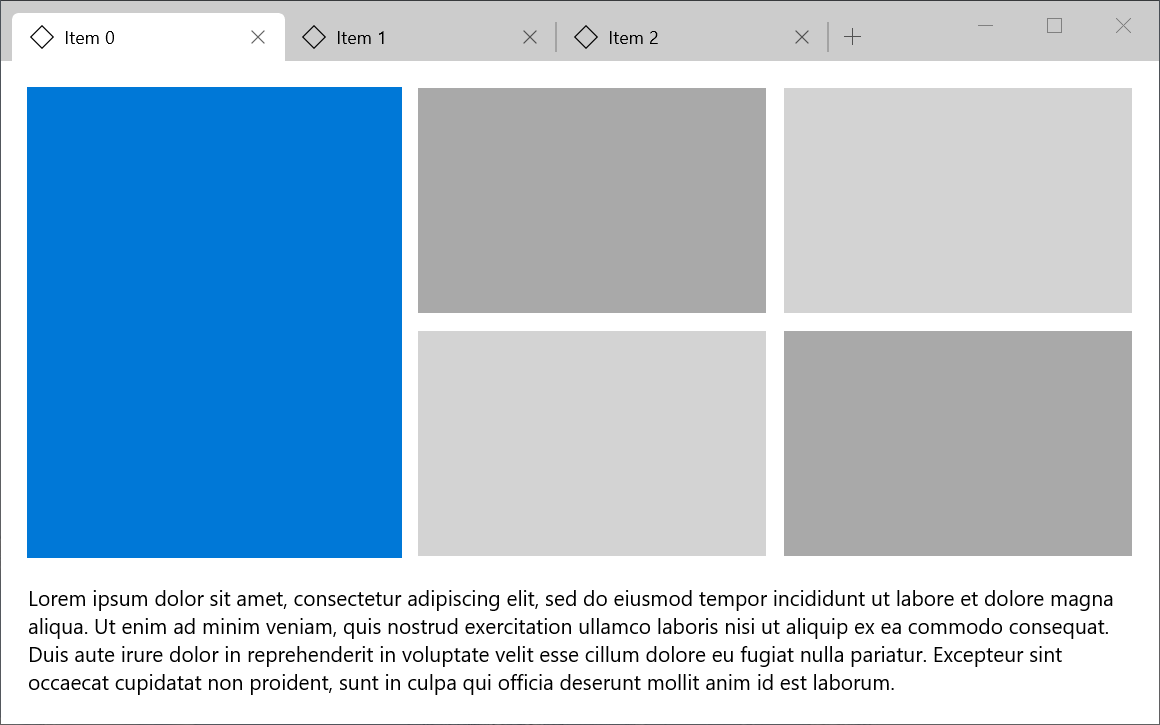 Item 0
Item 1
Item 2
Lorem ipsum dolor sit amet, consectetur adipiscing elit, sed do eiusmod tempor incididunt ut labore et dolore magna
aliqua. Ut enim ad minim veniam, quis nostrud exercitation ullamco laboris nisi ut aliquip ex ea commodo consequat.
Duis aute irure dolor in reprehenderit in voluptate velit esse cillum dolore eu fugiat nulla pariatur. Excepteur sint
occaecat cupidatat non proident, sunt in culpa qui officia deserunt mollit anim id est laborum.